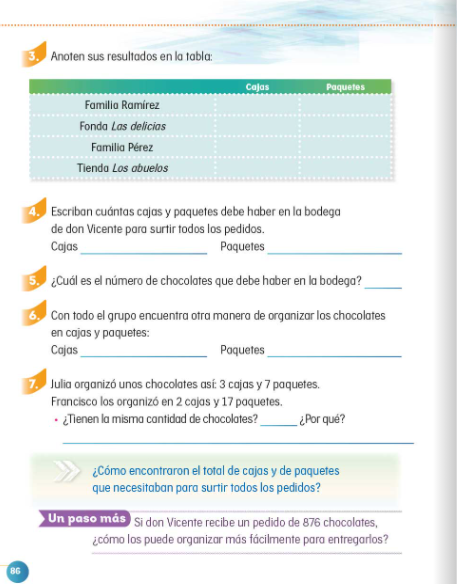 3. Anoten sus resultados en la tabla:
Cajas Paquetes
Familia Ramírez
Fonda Las delicias
Familia Pérez
Tienda Los abuelos
4. Escriban cuántas cajas y paquetes debe haber en la bodega
de don Vicente para surtir todos los pedidos.
Cajas Paquetes
5. ¿Cuál es el número de chocolates que debe haber en la bodega?
6. Con todo el grupo encuentra otra manera de organizar los chocolates
en cajas y paquetes:
Cajas Paquetes
7. Julia organizó unos chocolates así: 3 cajas y 7 paquetes.
Francisco los organizó en 2 cajas y 17 paquetes.
• ¿Tienen la misma cantidad de chocolates? ¿Por qué?
¿Cómo encontraron el total de cajas y de paquetes
que necesitaban para surtir todos los pedidos?
Un paso más Si don Vicente recibe un pedido de 876 chocolates,
¿cómo los puede organizar más fácilmente para entregarlos?
86